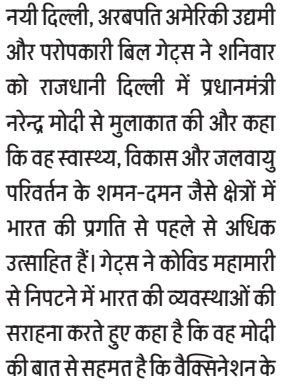 नयी दिल्ली, अरबपति अमेरिकी उद्यमी
और परोपकारी बिल गेट्स ने शनिवार
को राजधानी दिल्ली में प्रधानमंत्री
नरेन्द्र मोदी से मुलाकात की और कहा
कि वह स्वास्थ्य, विकास और जलवायु
परिवर्तन के शमन-दमन जैसे क्षेत्रों में
भारत की प्रगति से पहले से अधिक
उत्साहित हैं। गेट्स ने कोविड महामारी
से निपटने में भारत की व्यवस्थाओं की
सराहना करते हुए कहा है कि वह मोदी
की बात से सहमत है कि वैक्सिनेशन के